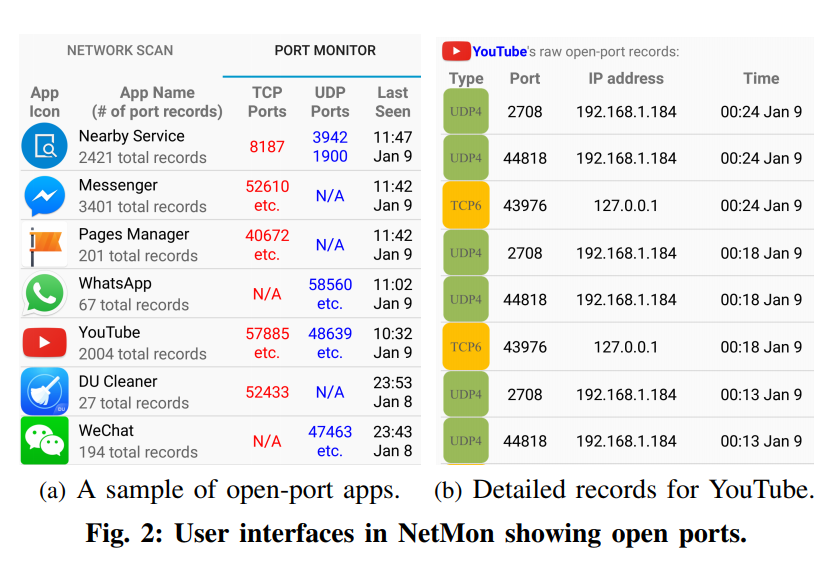 NETWORK SCAN PORT MONITOR
App Icon App Name (# of port records) TCP Ports UDP Ports Last Seen
Nearby Service 8187 3942 11:47
2421 total records 1900 Jan 9
Messenger 52610 N/A 11:42
3401 total records etc. Jan 9
Pages Manager 40672 N/A 11:42
201 total records etc. Jan 9
WhatsApp N/A 58560 11:02
67 total records etc. Jan 9
YouTube 57885 48639 10:32
2004 total records etc. etc. Jan 9
DU Cleaner 52433 N/A 23:53
27 total records Jan 8
WeChat N/A 47463 23:43
194 total records etc. Jan 8
(a) A sample of open-port apps.
YouTube's raw open-port records:
Type Port IP address Time
UDP4 2708 192.168.1.184 00:24 Jan 9
UDP4 44818 192.168.1.184 00:24 Jan 9
TCP6 43976 127.0.0.1 00:24 Jan 9
UDP4 2708 192.168.1.184 00:18 Jan 9
UDP4 44818 192.168.1.184 00:18 Jan 9
TCP6 43976 127.0.0.1 00:18 Jan 9
UDP4 2708 192.168.1.184 00:13 Jan 9
UDP4 44818 192.168.1.184 00:13 Jan 9
(b) Detailed records for YouTube.
Fig. 2: User interfaces in NetMon showing open ports.